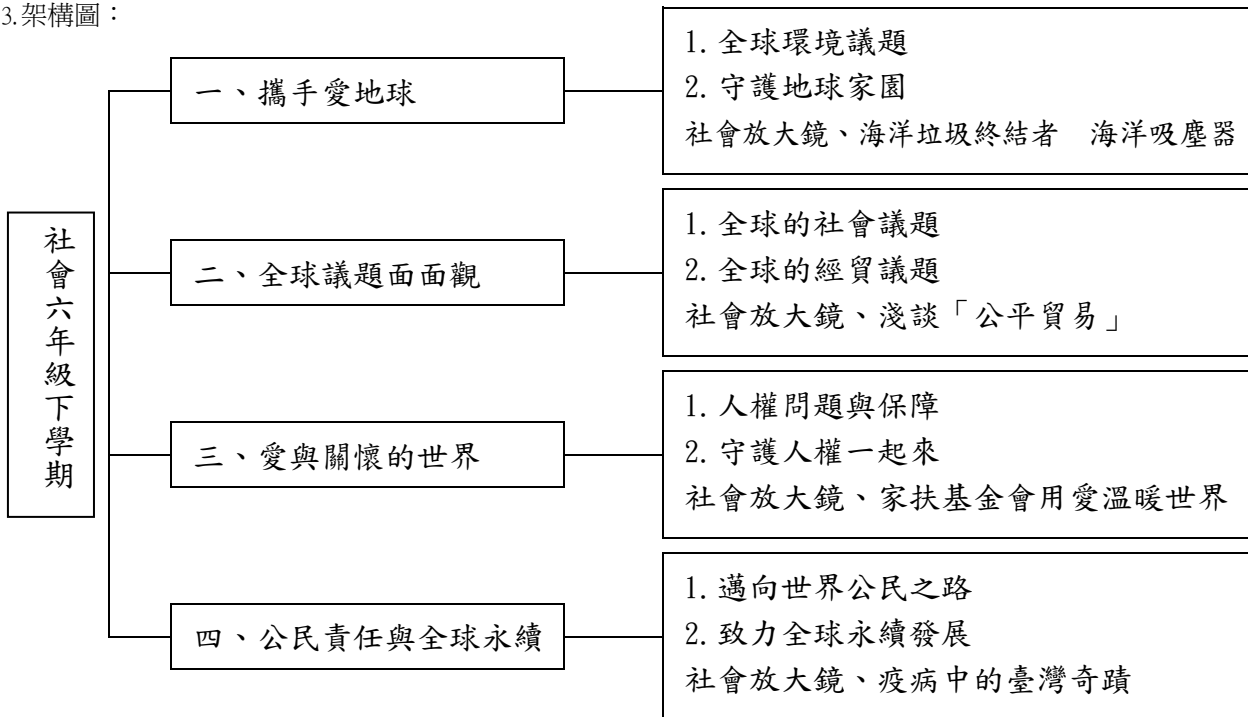 3.架構圖：
社會六年級下學期
一、攜手愛地球
1. 全球環境議題
2. 守護地球家園
社會放大鏡、海洋垃圾終結者　海洋吸塵器
二、全球議題面面觀
1. 全球的社會議題
2. 全球的經貿議題
社會放大鏡、淺談「公平貿易」
三、愛與關懷的世界
1. 人權問題與保障
2. 守護人權一起來
社會放大鏡、家扶基金會用愛溫暖世界
四、公民責任與全球永續
1. 邁向世界公民之路
2. 致力全球永續發展
社會放大鏡、疫病中的臺灣奇蹟